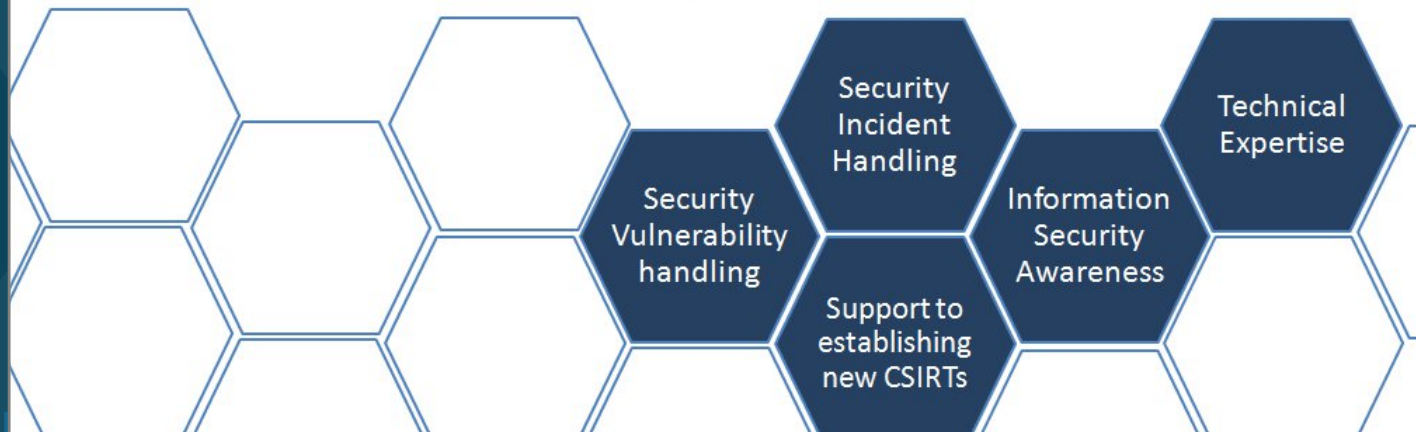 Security
Vulnerability
handling
Security
Incident
Handling
Support to
establishing
new CSIRTs
Information
Security
Awareness
Technical
Expertise